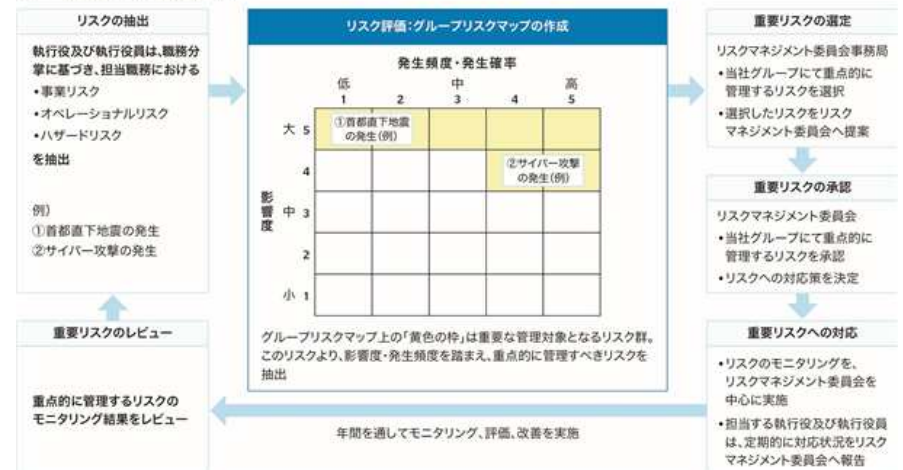 リスクの抽出
執行役及び執行役員は、職務分
掌に基づき、担当職務における
•事業リスク
•オペレーショナルリスク
•ハザードリスク
を抽出
例)
①首都直下地震の発生
②サイバー攻撃の発生
リスク評価:グループリスクマップの作成
発生頻度・発生確率
低 中 高
1 2 3 4 5
影響度
大 5
4
中 3
2
小 1
①首都直下地震
の発生(例)
②サイバー攻撃
の発生(例)
グループリスクマップ上の「黄色の枠」は重要な管理対象となるリスク群。
このリスクより、影響度・発生頻度を踏まえ、重点的に管理すべきリスクを
抽出
重要リスクの選定
リスクマネジメント委員会事務局
•当社グループにて重点的に
管理するリスクを選択
•選択したリスクをリスク
マネジメント委員会へ提案
重要リスクの承認
リスクマネジメント委員会
•当社グループにて重点的に
管理するリスクを承認
•リスクへの対応策を決定
重要リスクへの対応
•リスクのモニタリングを、
リスクマネジメント委員会を
中心に実施
•担当する執行役及び執行役員
は、定期的に対応状況をリスク
マネジメント委員会へ報告
年間を通してモニタリング、評価、改善を実施
重要リスクのレビュー
重点的に管理するリスクの
モニタリング結果をレビュー